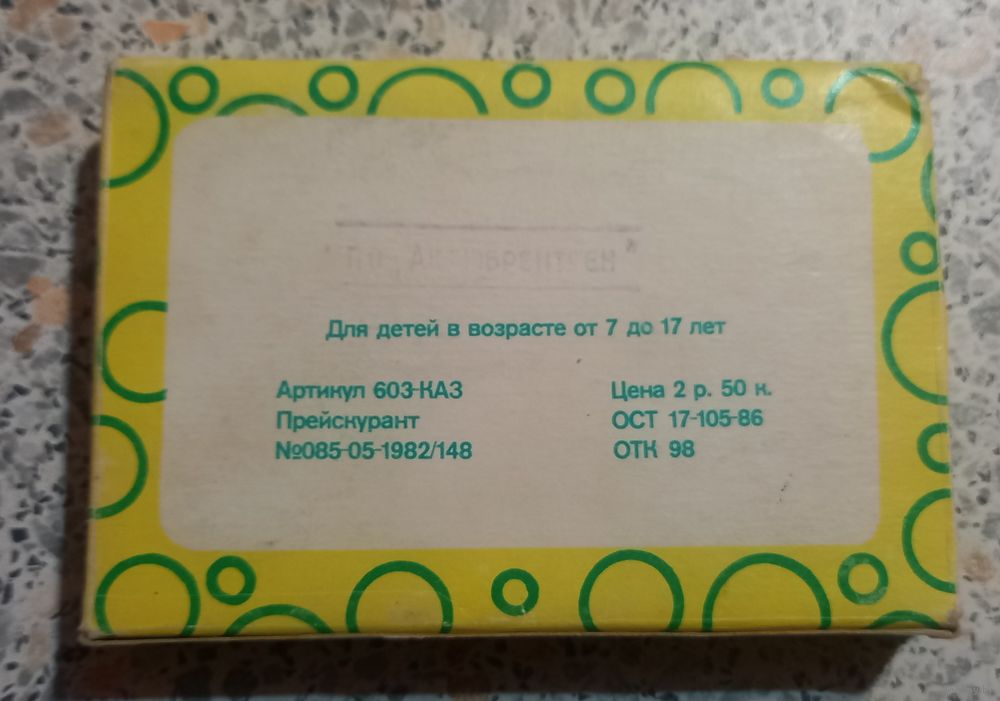 Для детей в возрасте от 7 до 17 лет
Артикул 603-КАЗ
Прейскурант
№085-05-1982/148
Цена 2 р. 50 к.
ОСТ 17-105-86
ОТК 98